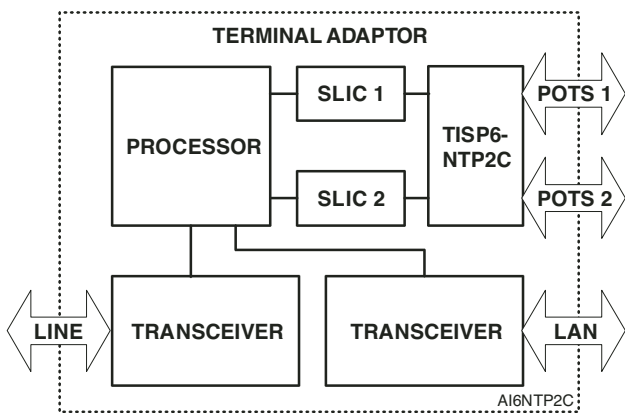 TERMINAL ADAPTOR
PROCESSOR
SLIC 1
SLIC 2
TISP6-
NTP2C
POTS 1
POTS 2
LINE
TRANSCEIVER
TRANSCEIVER
LAN
AI6NTP2C